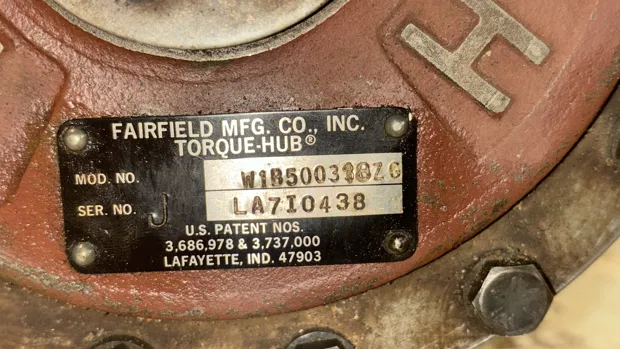 H
FAIRFIELD MFG. CO., INC.
TORQUE-HUB®
MOD. NO.
SER. NO. J LA7I0438
U.S. PATENT NOS.
3,686,978 & 3,737,000
LAFAYETTE, IND. 47903